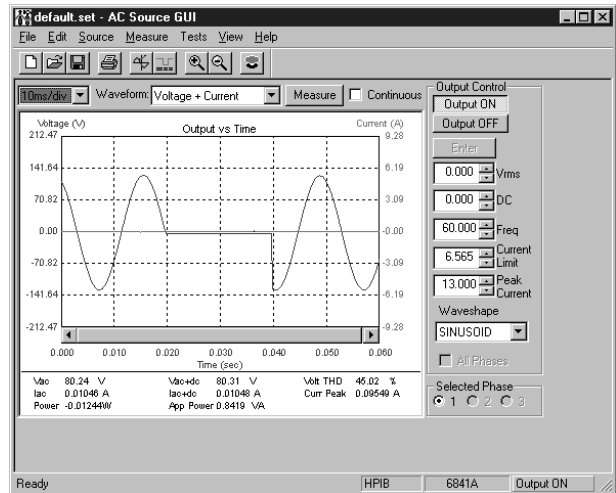 default.set - AC Source GUI
File Edit Source Measure Tests View Help
10ms/div Waveform: Voltage + Current Measure Continuous
Output Control
Output ON
Output OFF
Enter
0.000 Vrms
0.000 DC
60.000 Freq
6.565 Current Limit
13.000 Peak Current
Waveshape
SINUSOID
All Phases
Selected Phase
1 2 3
Voltage (V) Output vs Time Current (A)
212.47 9.28
141.64 6.19
70.82 3.09
0.00 -0.00
-70.82 -3.09
-141.64 -6.19
-212.47 -9.28
0.000 0.010 0.020 0.030 0.040 0.050 0.060
Time (sec)
Vac 80.24 V Vac+dc 80.31 V Volt THD 45.02 %
Iac 0.01046 A Iac+dc 0.01048 A Curr Peak 0.09549 A
Power -0.01244W App Power 0.8419 VA
Ready HPIB 6841A Output ON